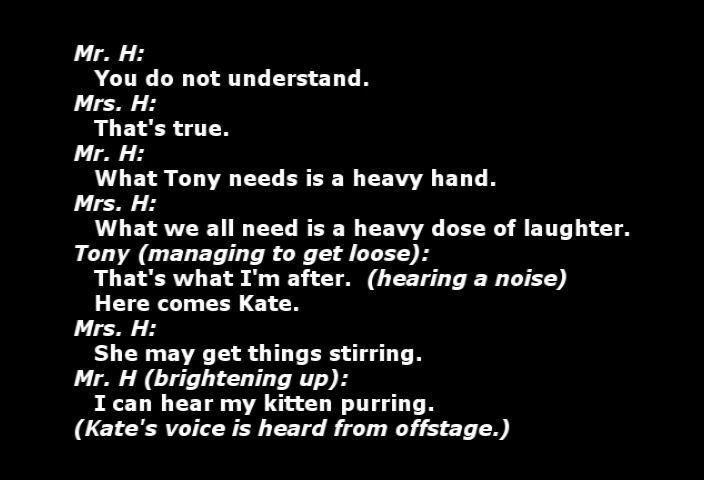 Mr. H:
You do not understand.
Mrs. H:
That's true.
Mr. H:
What Tony needs is a heavy hand.
Mrs. H:
What we all need is a heavy dose of laughter.
Tony (managing to get loose):
That's what I'm after.  (hearing a noise)
Here comes Kate.
Mrs. H:
She may get things stirring.
Mr. H (brightening up):
I can hear my kitten purring.
(Kate's voice is heard from offstage.)